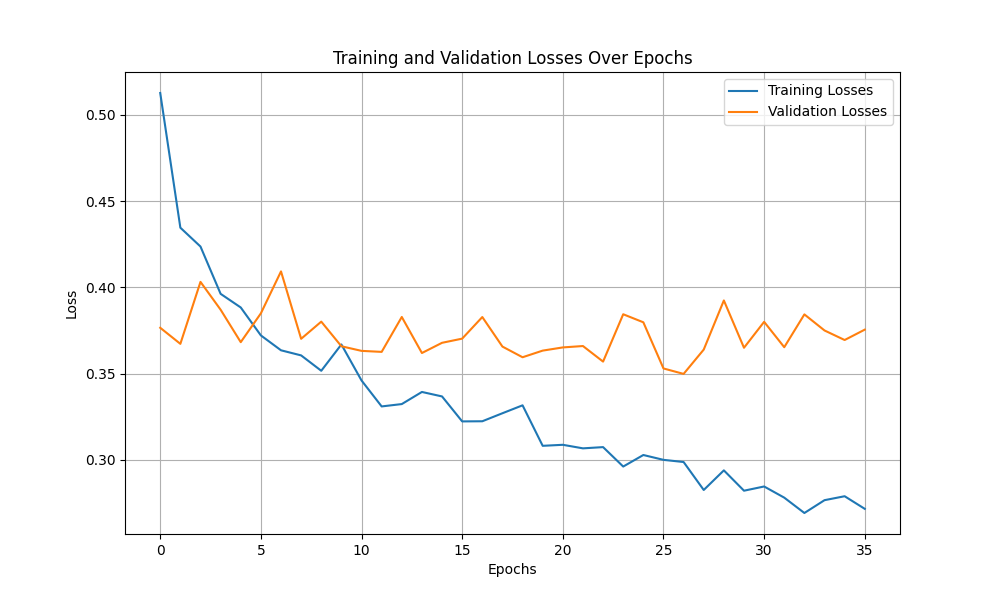 Training and Validation Losses Over Epochs
Training Losses
Validation Losses
Loss
0.50
0.45
0.40
0.35
0.30
0 5 10 15 20 25 30 35
Epochs